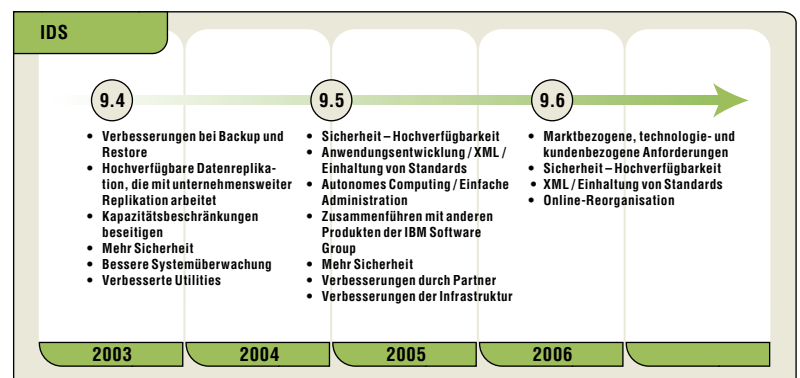 IDS
9.4
• Verbesserungen bei Backup und
Restore
• Hochverfügbare Datenreplika-
tion, die mit unternehmensweiter
Replikation arbeitet
• Kapazitätsbeschränkungen
beseitigen
• Mehr Sicherheit
• Bessere Systemüberwachung
• Verbesserte Utilities
9.5
• Sicherheit – Hochverfügbarkeit
• Anwendungsentwicklung / XML /
Einhaltung von Standards
• Autonomes Computing / Einfache
Administration
• Zusammenführen mit anderen
Produkten der IBM Software
Group
• Mehr Sicherheit
• Verbesserungen durch Partner
• Verbesserungen der Infrastruktur
9.6
• Marktbezogene, technologie- und
kundenbezogene Anforderungen
• Sicherheit – Hochverfügbarkeit
• XML / Einhaltung von Standards
• Online-Reorganisation
2003
2004
2005
2006